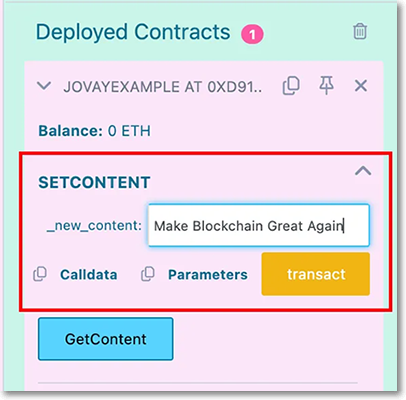 Deployed Contracts 1
JOVAYEXAMPLE AT 0XD91..
Balance: 0 ETH
SETCONTENT
_new_content: Make Blockchain Great Again
Calldata Parameters transact
GetContent